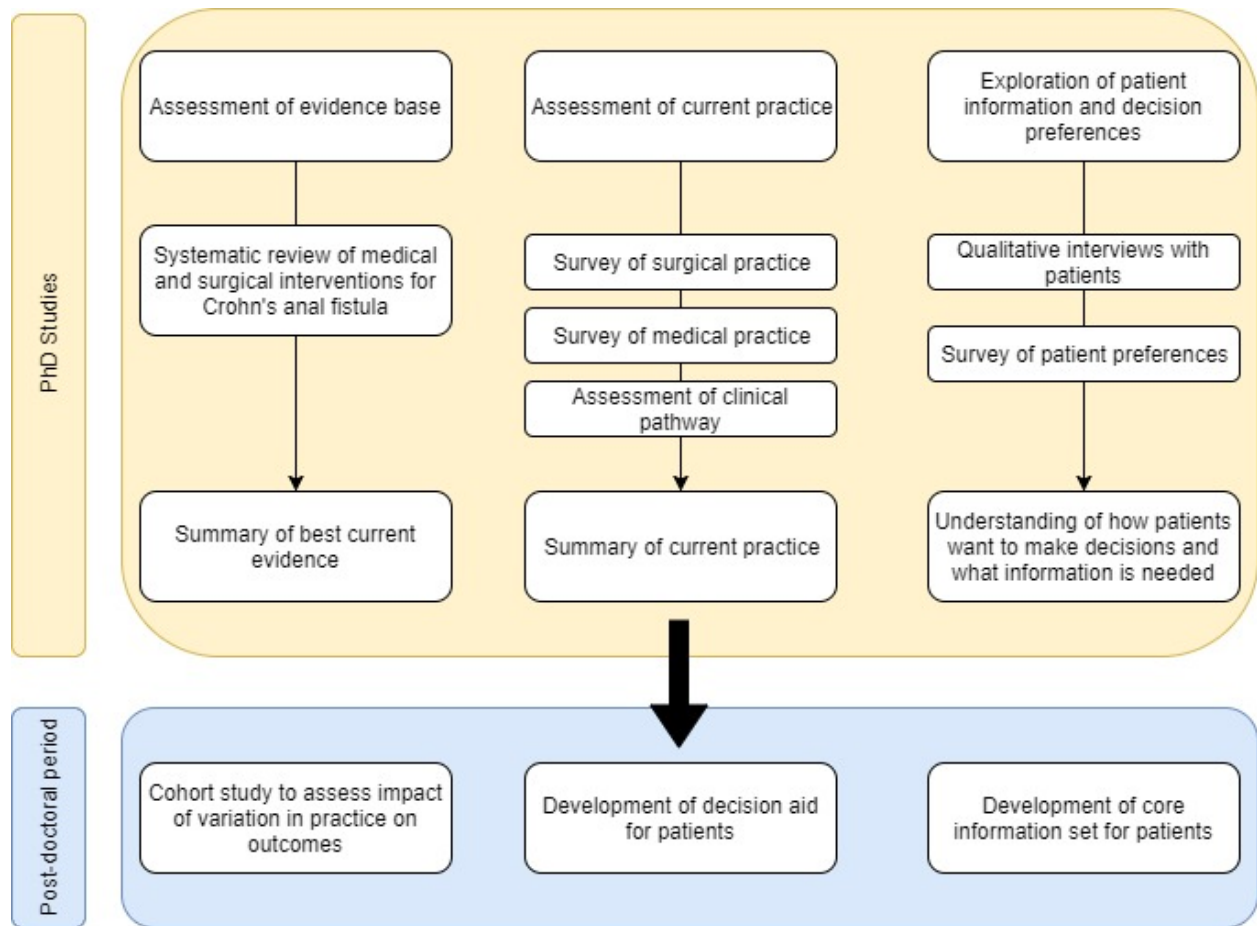 PhD Studies
Assessment of evidence base
Systematic review of medical
and surgical interventions for
Crohn's anal fistula
Summary of best current
evidence
Assessment of current practice
Survey of surgical practice
Survey of medical practice
Assessment of clinical
pathway
Summary of current practice
Exploration of patient
information and decision
preferences
Qualitative interviews with
patients
Survey of patient preferences
Understanding of how patients
want to make decisions and
what information is needed
Post-doctoral period
Cohort study to assess impact
of variation in practice on
outcomes
Development of decision aid
for patients
Development of core
information set for patients